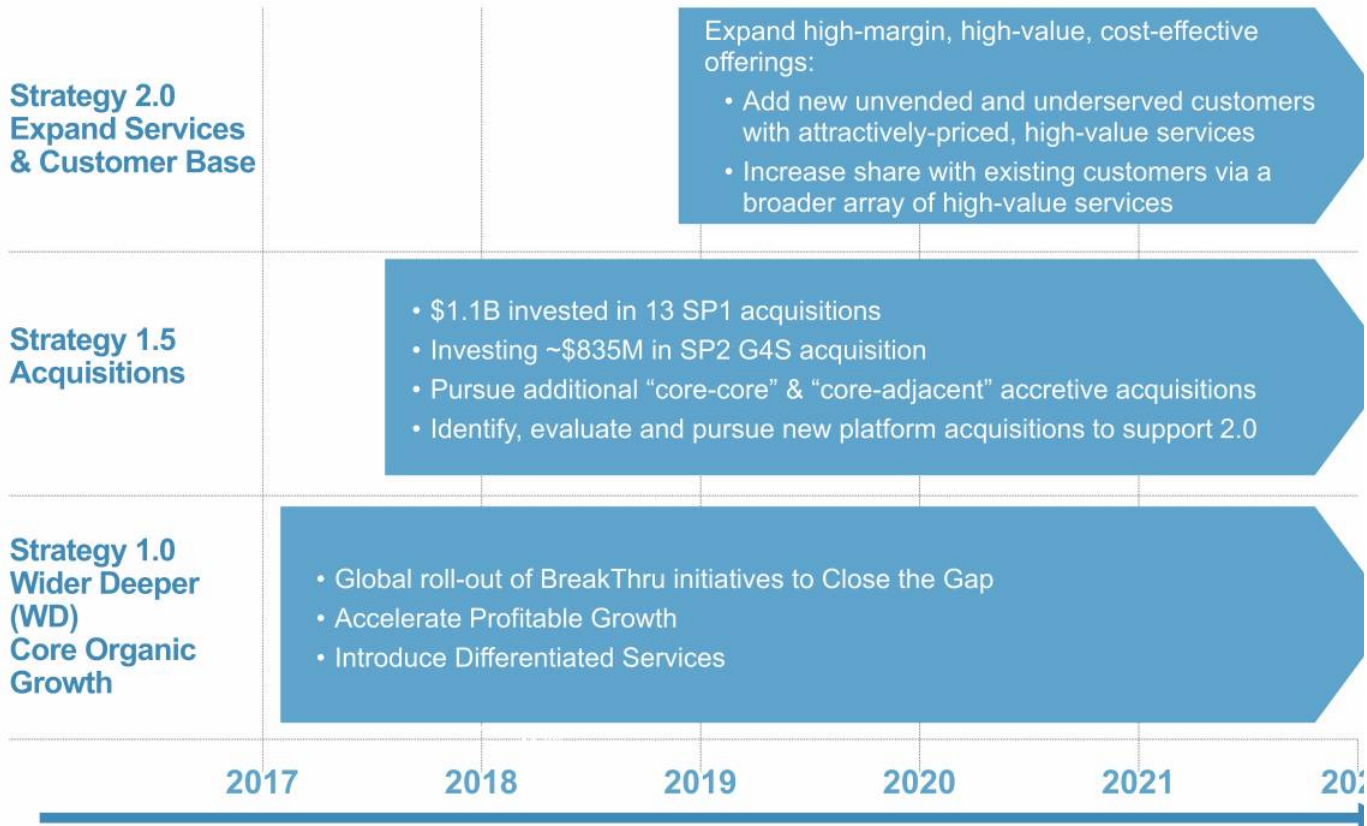 Strategy 2.0
Expand Services
& Customer Base
Expand high-margin, high-value, cost-effective
offerings:
• Add new unvended and underserved customers
with attractively-priced, high-value services
• Increase share with existing customers via a
broader array of high-value services
Strategy 1.5
Acquisitions
• $1.1B invested in 13 SP1 acquisitions
• Investing ~$835M in SP2 G4S acquisition
• Pursue additional “core-core” & “core-adjacent” accretive acquisitions
• Identify, evaluate and pursue new platform acquisitions to support 2.0
Strategy 1.0
Wider Deeper
(WD)
Core Organic
Growth
• Global roll-out of BreakThru initiatives to Close the Gap
• Accelerate Profitable Growth
• Introduce Differentiated Services
2017 2018 2019 2020 2021